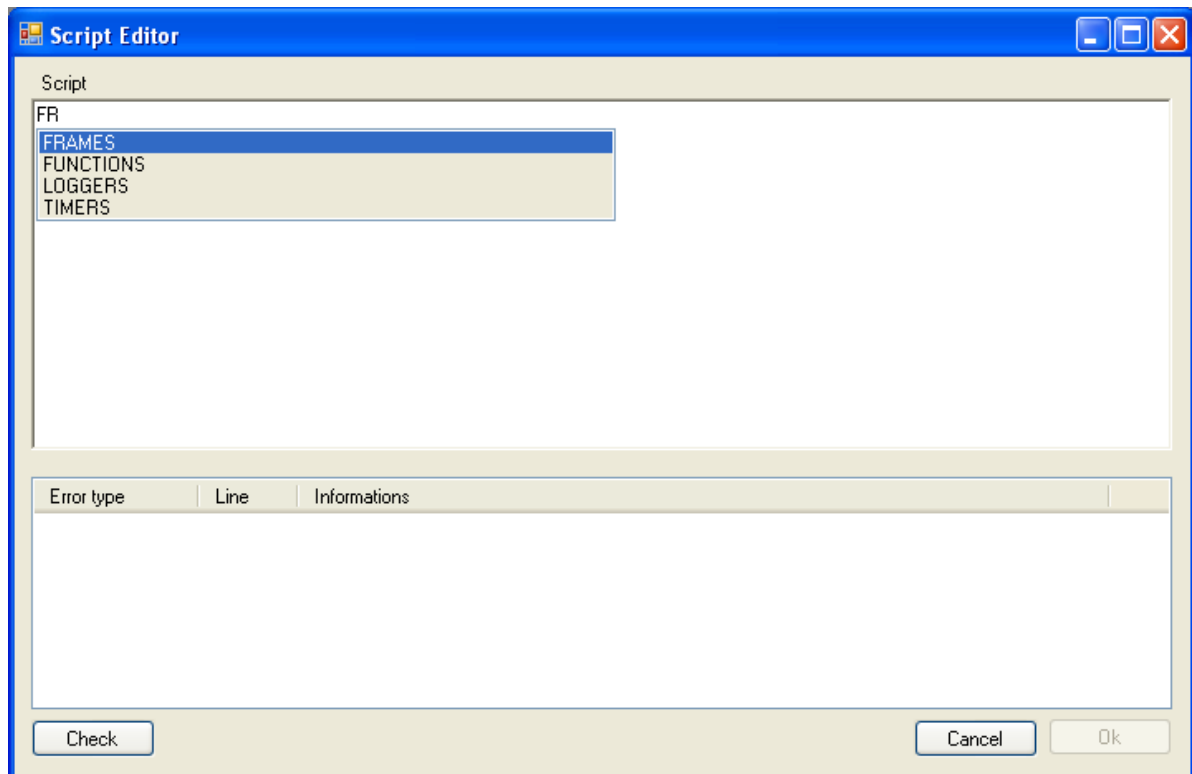 Script Editor
Script
FR
FRAMES
FUNCTIONS
LOGGERS
TIMERS
Error type Line Informations
Check Cancel Ok